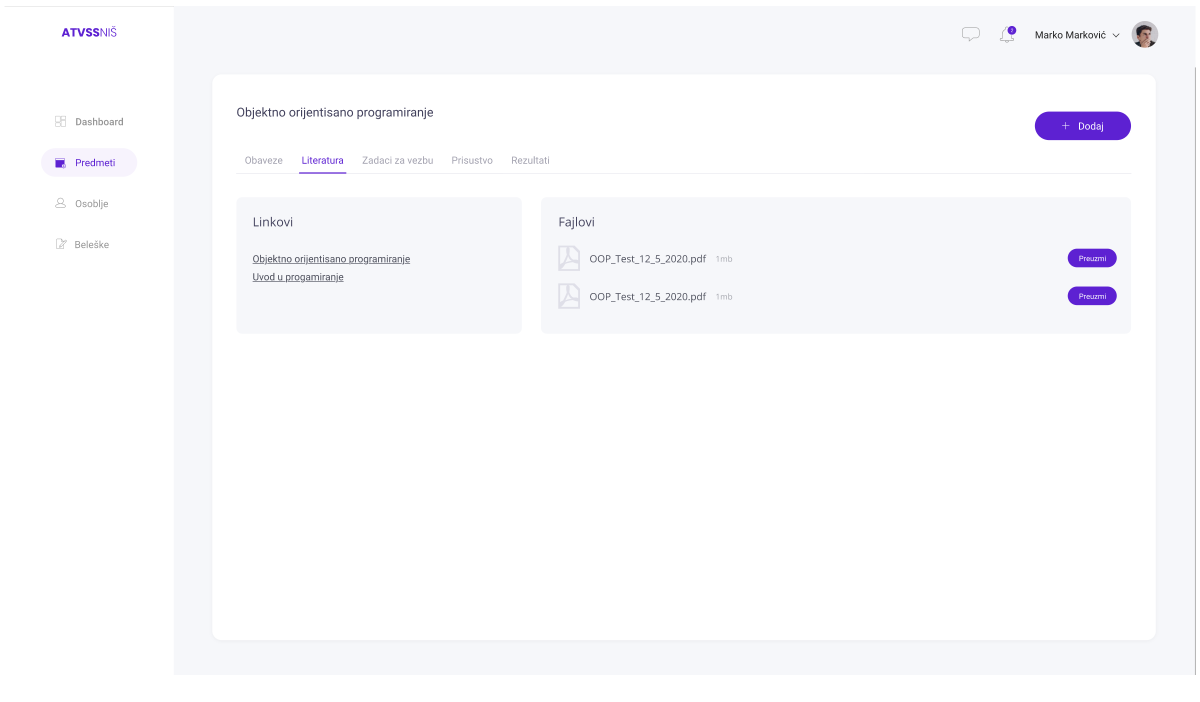 ATVSSNIŠ
Marko Marković
Dashboard
Predmeti
Osoblje
Beleške
Objektno orijentisano programiranje
+ Dodaj
Obaveze Literatura Zadaci za vezbu Prisustvo Rezultati
Linkovi
Objektno orijentisano programiranje
Uvod u progamiranje
Fajlovi
OOP_Test_12_5_2020.pdf 1mb Preuzmi
OOP_Test_12_5_2020.pdf 1mb Preuzmi